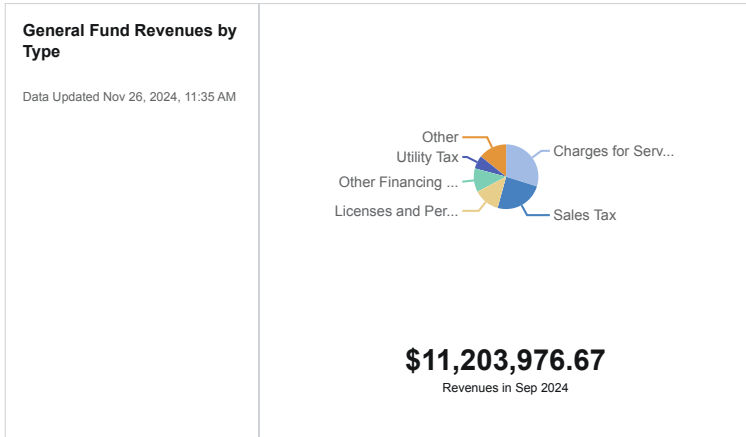 General Fund Revenues by
Type
Data Updated Nov 26, 2024, 11:35 AM
Other
Utility Tax
Other Financing ...
Licenses and Per...
Charges for Serv...
Sales Tax
$11,203,976.67
Revenues in Sep 2024